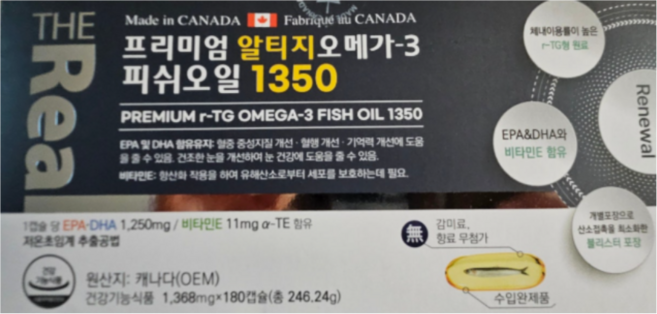 THE Real
Made in CANADA Fabriqué au CANADA
프리미엄 알티지오메가-3
피쉬오일 1350
PREMIUM r-TG OMEGA-3 FISH OIL 1350
EPA 및 DHA 함유유지: 혈중 중성지질 개선 · 혈행 개선 · 기억력 개선에 도움
을 줄 수 있음. 건조한 눈을 개선하여 눈 건강에 도움을 줄 수 있음.
비타민E: 항산화 작용을 하여 유해산소로부터 세포를 보호하는데 필요.
체내이용률이 높은
r-TG형 원료
Renewal
EPA&DHA와
비타민E 함유
개별포장으로
산소접촉을 최소화한
블리스터 포장
1캡슐 당 EPA·DHA 1,250mg / 비타민E 11mg α-TE 함유
저온초임계 추출공법
無 감미료,
향료 무첨가
수입완제품
건강
기능식품
원산지: 캐나다(OEM)
건강기능식품 1,368mg×180캡슐(총 246.24g)